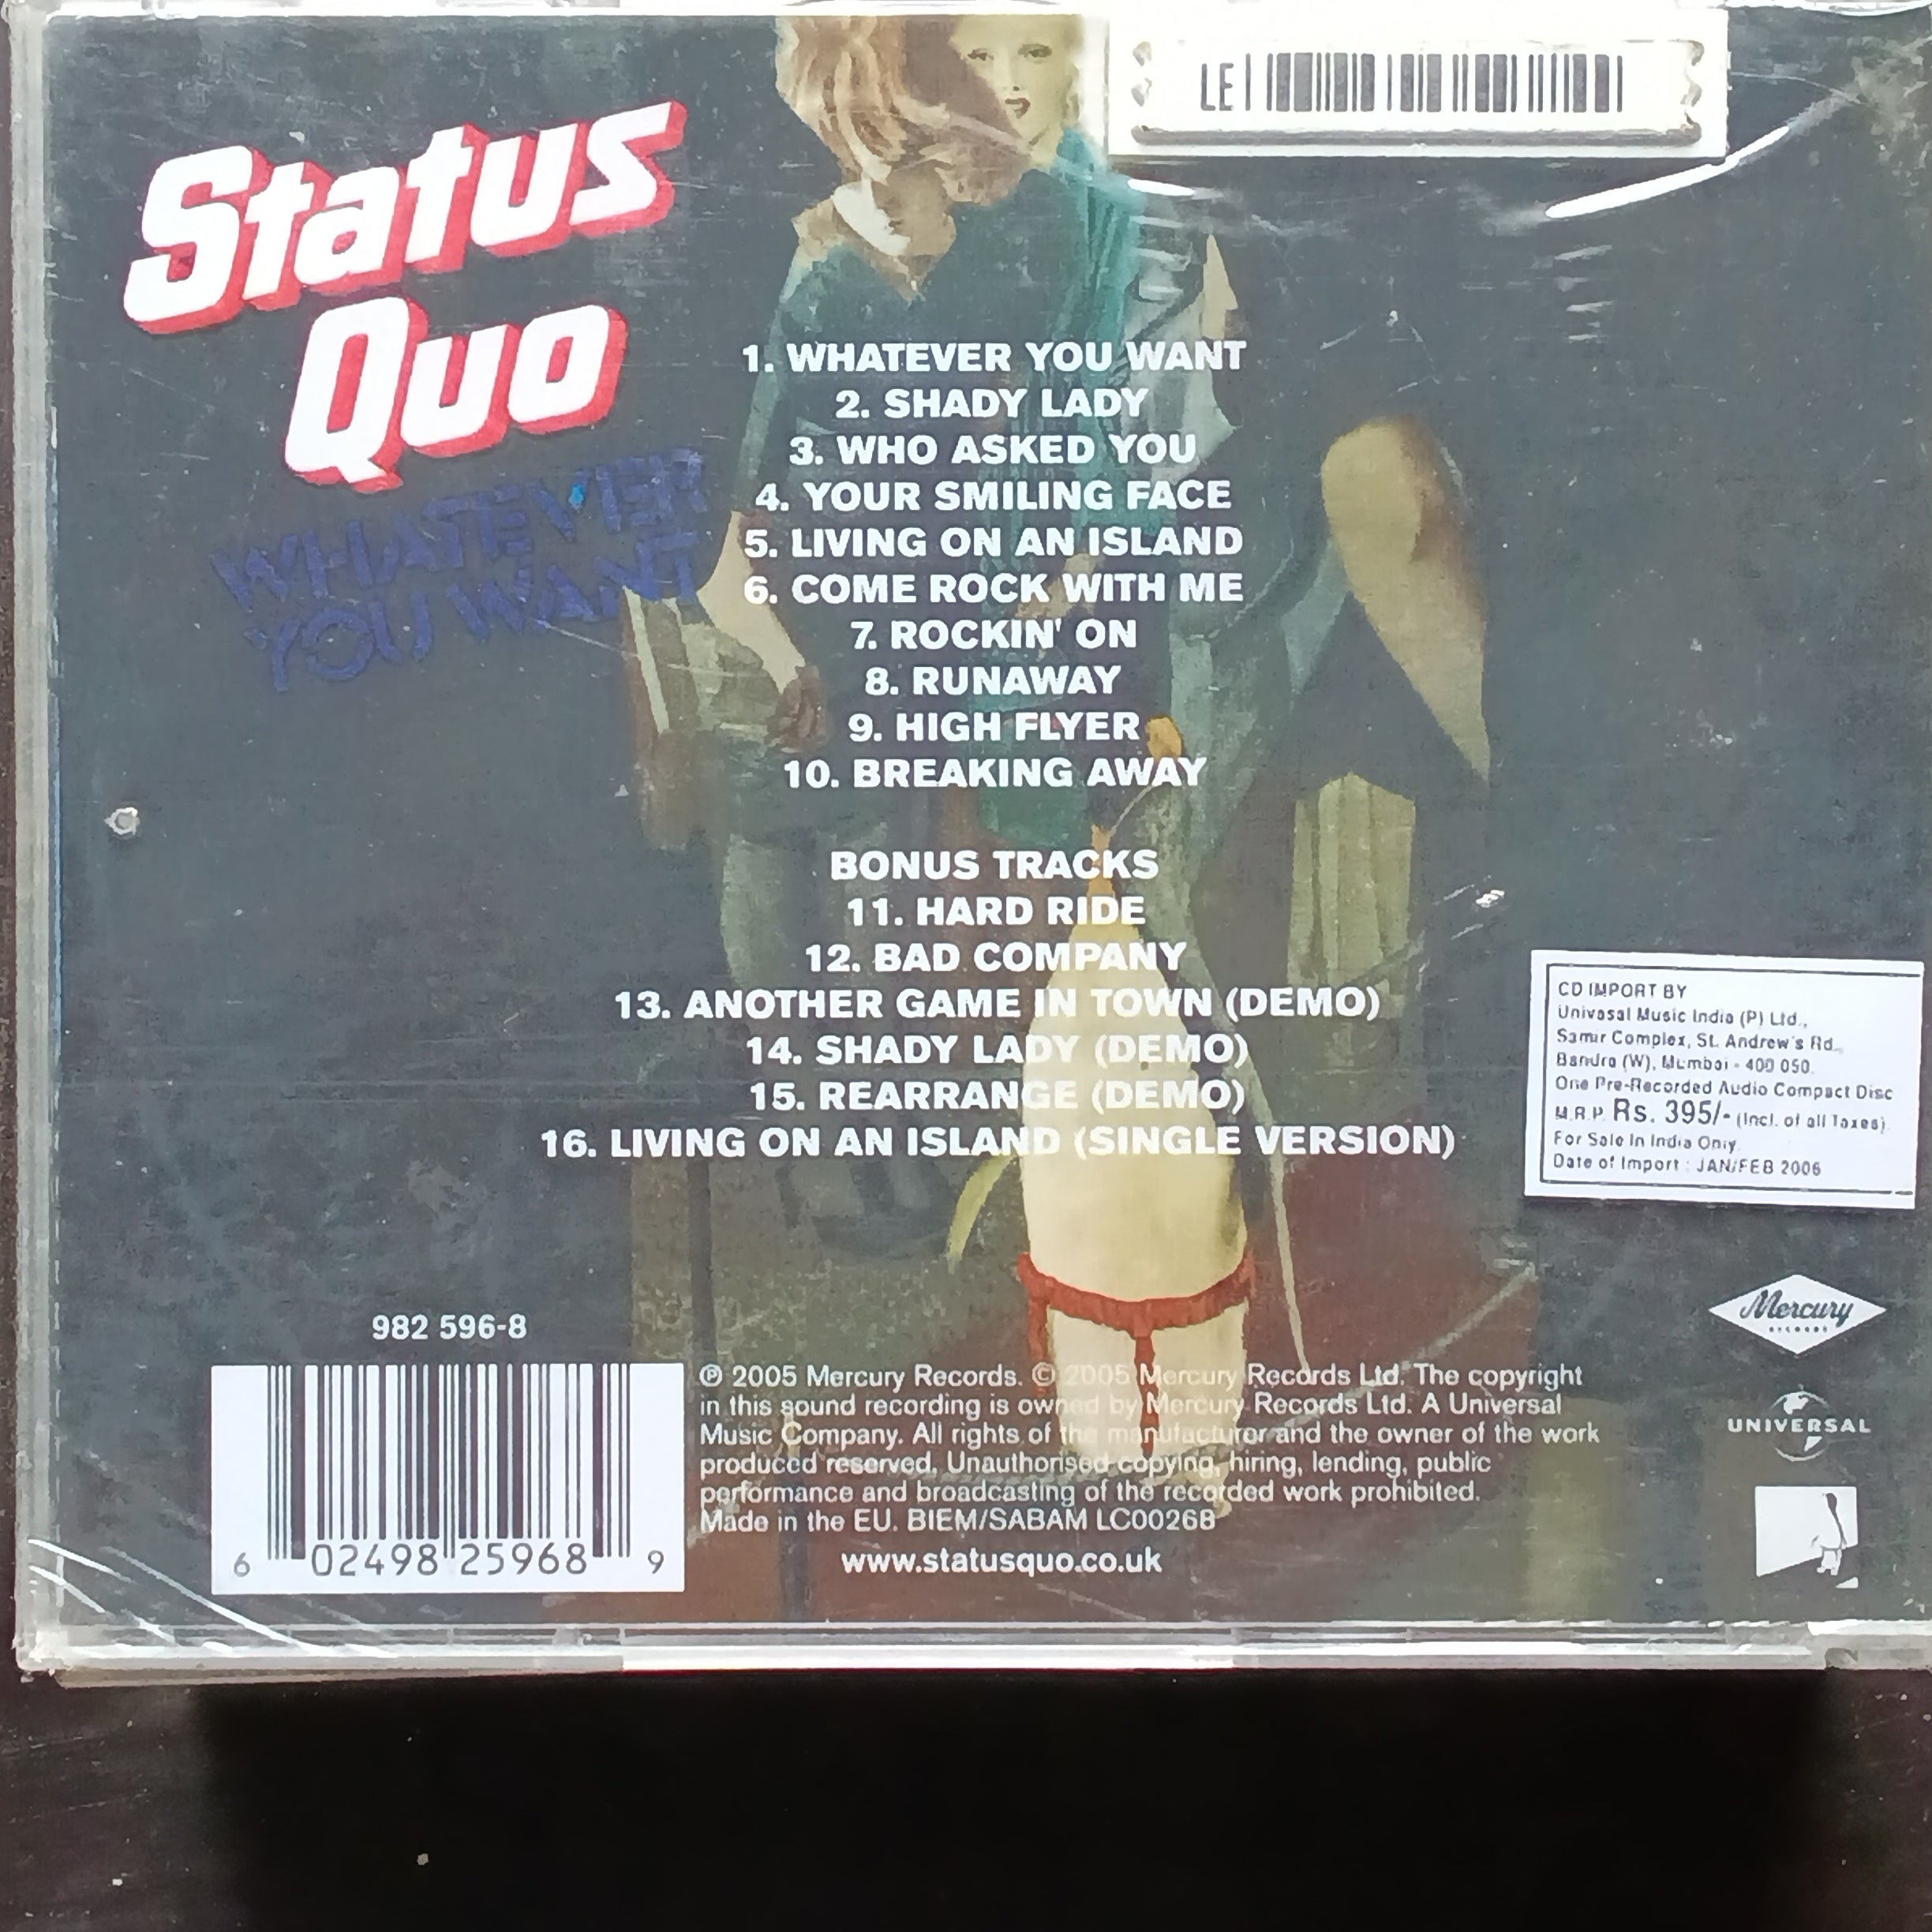 LE
Status
Quo
WHATEVER
YOU WANT
1. WHATEVER YOU WANT
2. SHADY LADY
3. WHO ASKED YOU
4. YOUR SMILING FACE
5. LIVING ON AN ISLAND
6. COME ROCK WITH ME
7. ROCKIN' ON
8. RUNAWAY
9. HIGH FLYER
10. BREAKING AWAY
BONUS TRACKS
11. HARD RIDE
12. BAD COMPANY
13. ANOTHER GAME IN TOWN (DEMO)
14. SHADY LADY (DEMO)
15. REARRANGE (DEMO)
16. LIVING ON AN ISLAND (SINGLE VERSION)
CD IMPORT BY
Univasal Music India (P) Ltd.,
Samir Complex, St. Andrew's Rd.,
Bandra (W), Mumbai - 400 050.
One Pre-Recorded Audio Compact Disc
M.R.P. Rs. 395/- (Incl. of all Taxes)
For Sale In India Only.
Date of Import : JAN/FEB 2006
Mercury
RECORDS
UNIVERSAL
982 596-8
6 02498 25968 9
℗ 2005 Mercury Records. © 2005 Mercury Records Ltd. The copyright
in this sound recording is owned by Mercury Records Ltd. A Universal
Music Company. All rights of the manufacturer and the owner of the work
produced reserved. Unauthorised copying, hiring, lending, public
performance and broadcasting of the recorded work prohibited.
Made in the EU. BIEM/SABAM LC00268
www.statusquo.co.uk